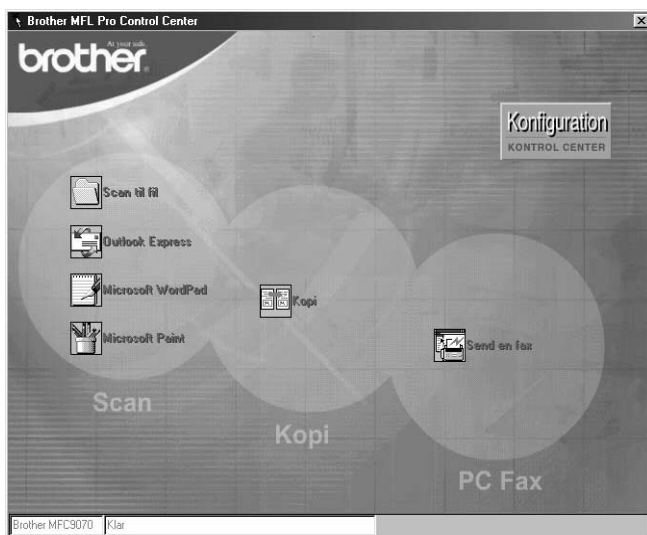 Brother MFL Pro Control Center
At your side.
brother
Konfiguration
KONTROL CENTER
Scan til fil
Outlook Express
Microsoft WordPad
Microsoft Paint
Scan
Kopi
Kopi
Send en fax
PC Fax
Brother MFC9070 Klar